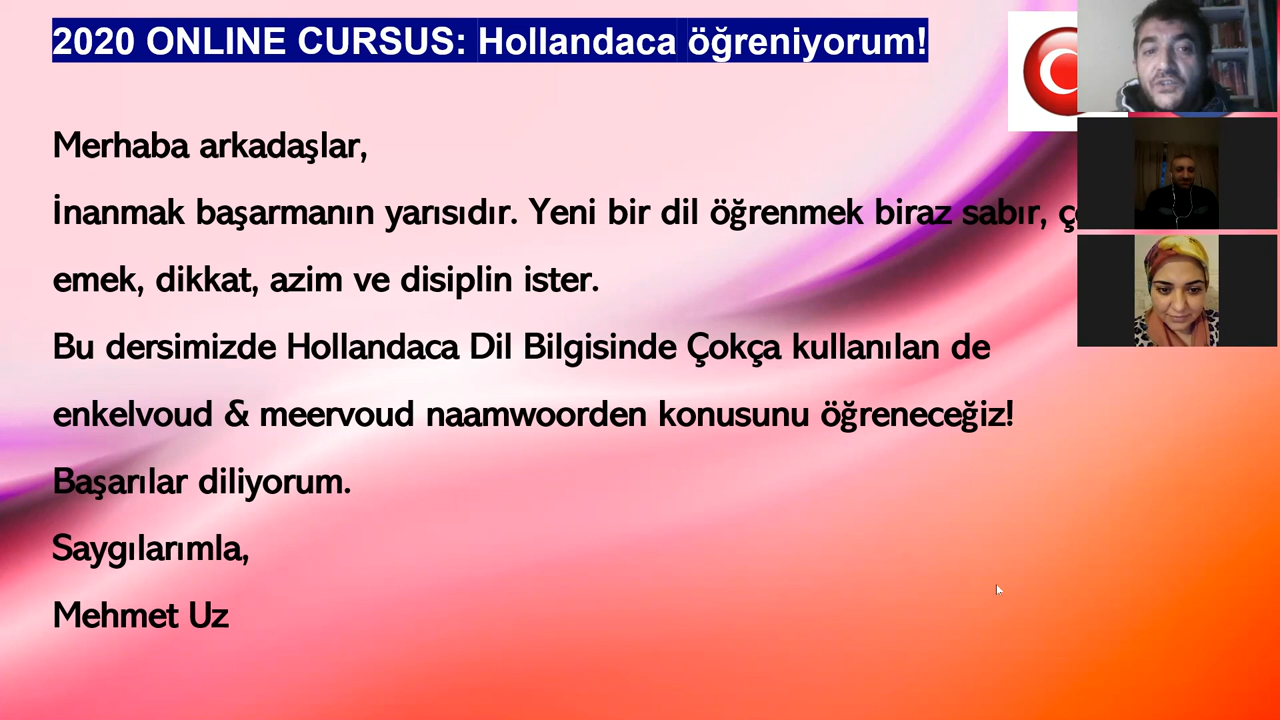 2020 ONLINE CURSUS: Hollandaca öğreniyorum!
Merhaba arkadaşlar,
İnanmak başarmanın yarısıdır. Yeni bir dil öğrenmek biraz sabır,
emek, dikkat, azim ve disiplin ister.
Bu dersimizde Hollandaca Dil Bilgisinde Çokça kullanılan de
enkelvoud & meervoud naamwoorden konusunu öğreneceğiz!
Başarılar diliyorum.
Saygılarımla,
Mehmet Uz